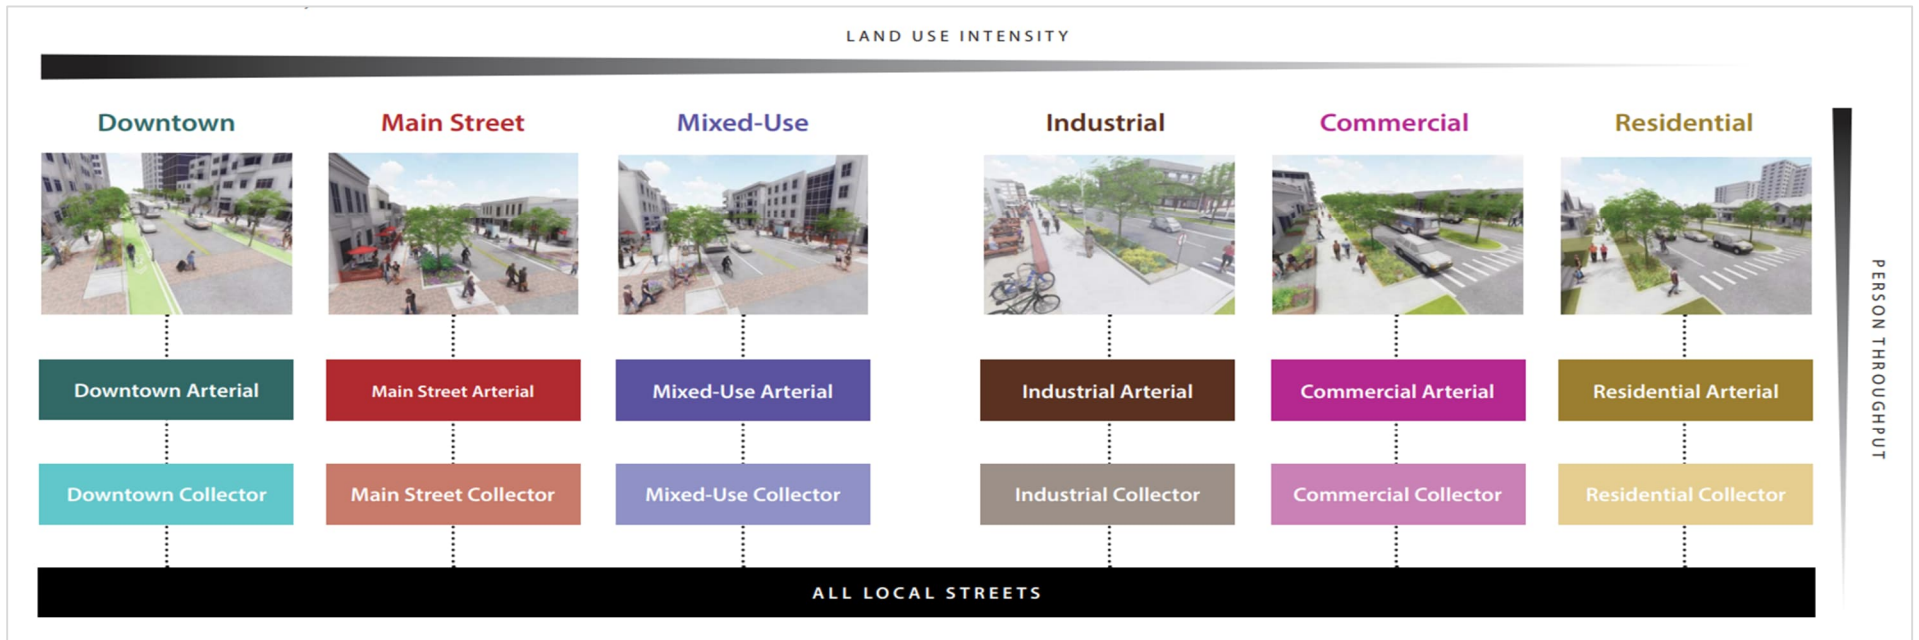 LAND USE INTENSITY
Downtown
Main Street
Mixed-Use
Industrial
Commercial
Residential
Downtown Arterial
Main Street Arterial
Mixed-Use Arterial
Industrial Arterial
Commercial Arterial
Residential Arterial
Downtown Collector
Main Street Collector
Mixed-Use Collector
Industrial Collector
Commercial Collector
Residential Collector
ALL LOCAL STREETS
PERSON THROUGHPUT